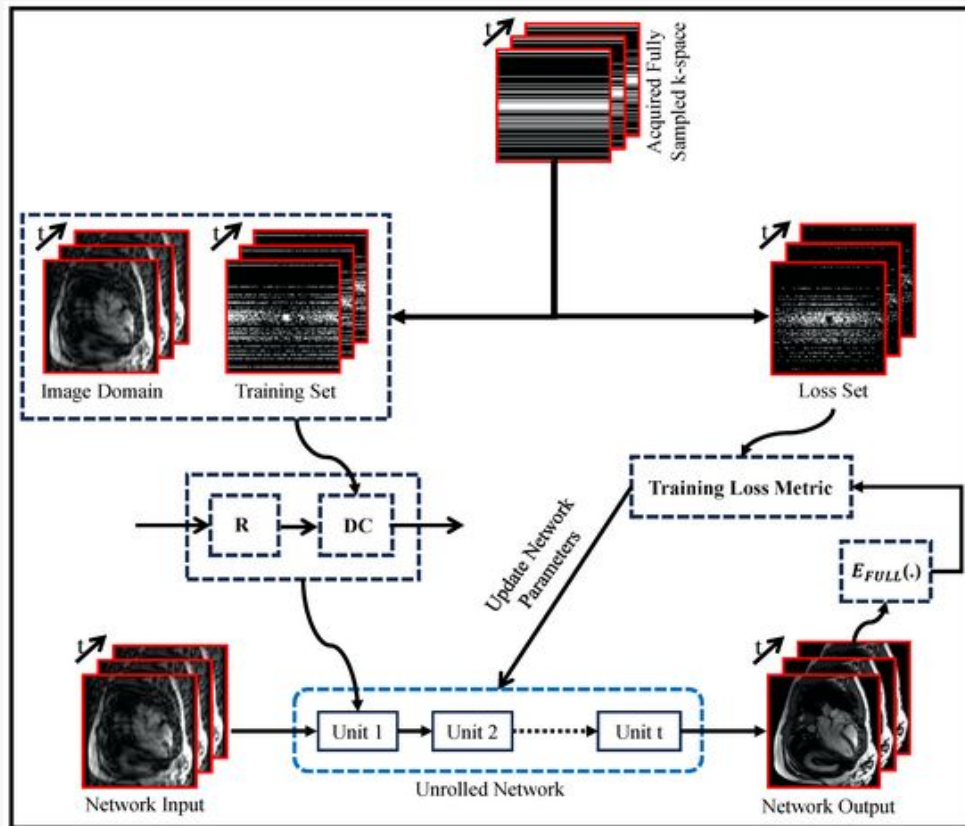 t
Acquired Fully
Sampled k-space
t
t
t
Image Domain
Training Set
Loss Set
R
DC
Training Loss Metric
Update Network
Parameters
E_FULL(.)
t
t
Unit 1
Unit 2
Unit t
Network Input
Unrolled Network
Network Output